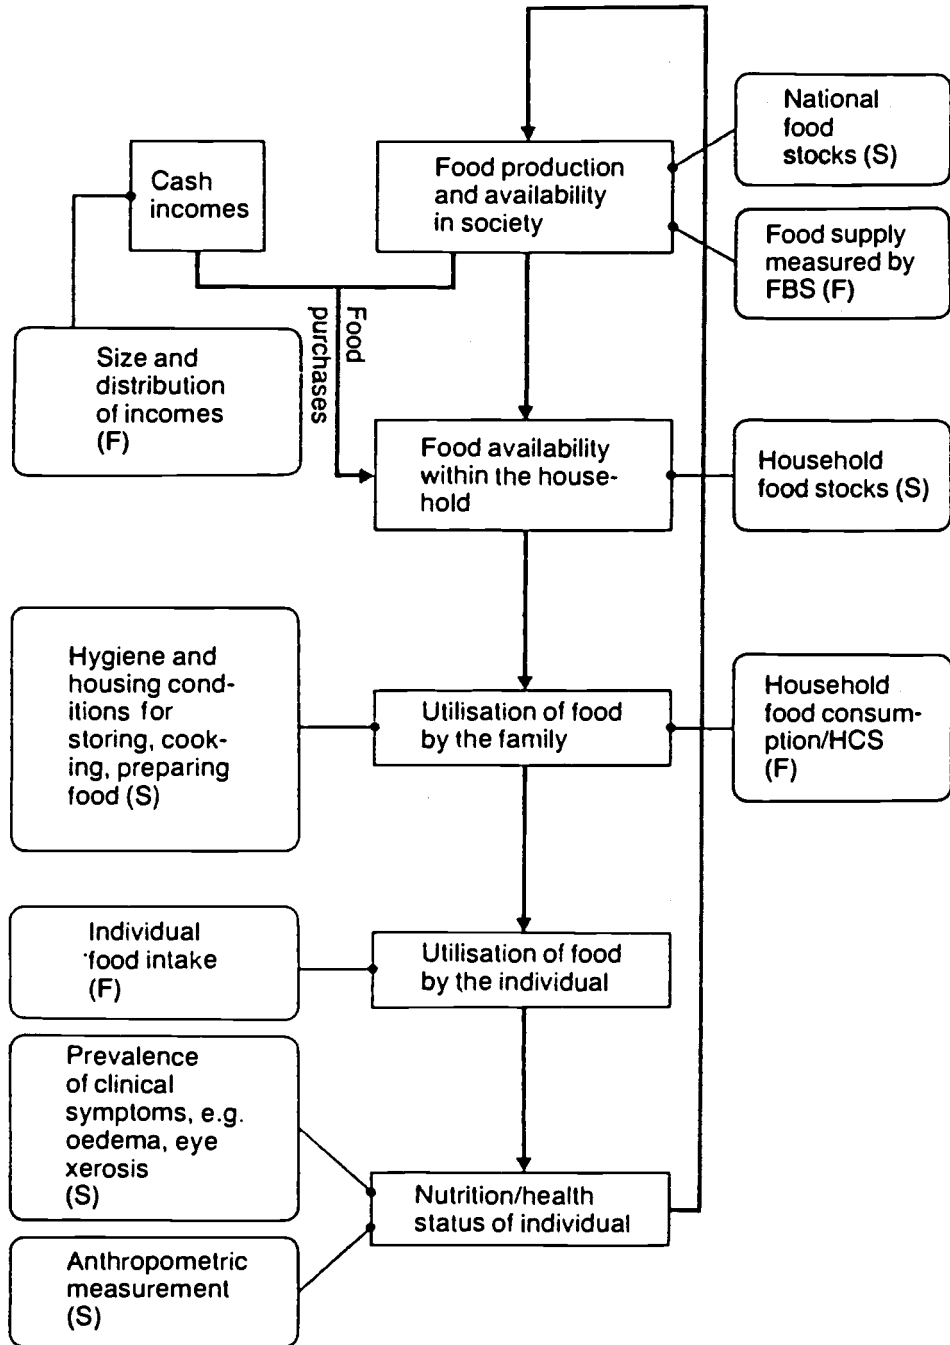 National
food
stocks (S)
Cash
incomes
Food production
and availability
in society
Food supply
measured by
FBS (F)
Food
purchases
Size and
distribution
of incomes
(F)
Food availability
within the house-
hold
Household
food stocks (S)
Hygiene and
housing cond-
itions for
storing, cook-
ing, preparing
food (S)
Utilisation of food
by the family
Household
food consum-
ption/HCS
(F)
Individual
food intake
(F)
Utilisation of food
by the individual
Prevalence
of clinical
symptoms, e.g.
oedema, eye
xerosis
(S)
Nutrition/health
status of individual
Anthropometric
measurement
(S)